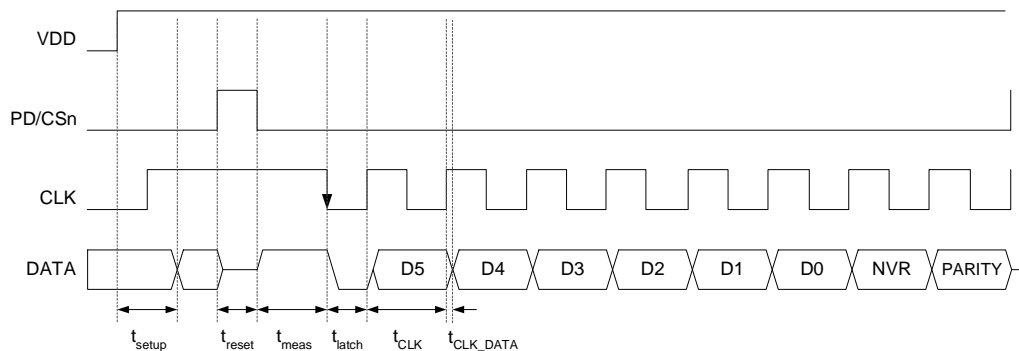 VDD
PD/CSn
CLK
DATA D5 D4 D3 D2 D1 D0 NVR PARITY
tsetup treset tmeas tlatch tCLK tCLK_DATA